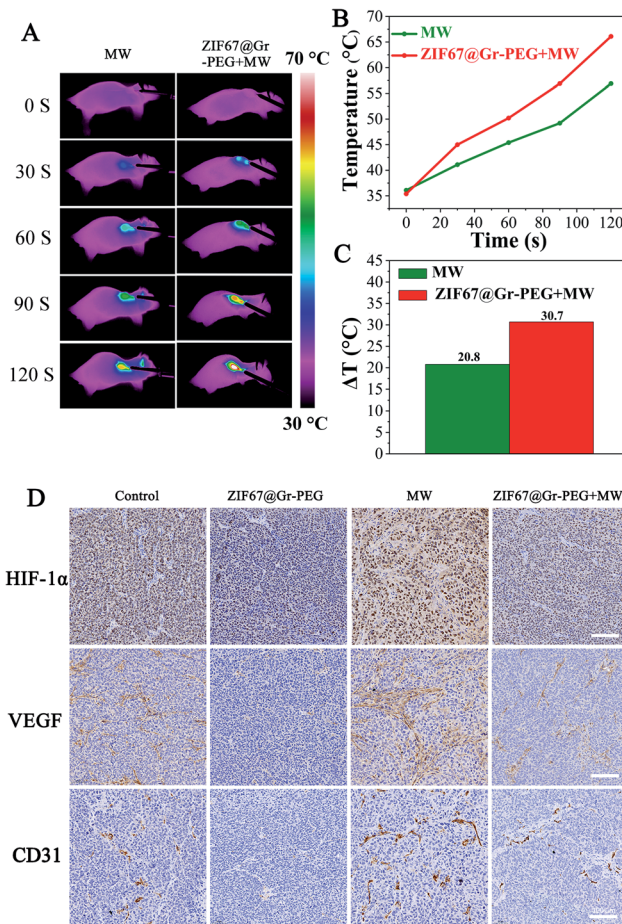 A
MW
ZIF67@Gr
-PEG+MW
70 °C
0 S
30 S
60 S
90 S
120 S
30 °C
B
Temperature (°C)
70
65
60
55
50
45
40
35
MW
ZIF67@Gr-PEG+MW
0 20 40 60 80 100 120
Time (s)
C
ΔT (°C)
45
40
35
30
25
20
15
10
5
0
MW
ZIF67@Gr-PEG+MW
20.8
30.7
D
Control
ZIF67@Gr-PEG
MW
ZIF67@Gr-PEG+MW
HIF-1α
VEGF
CD31